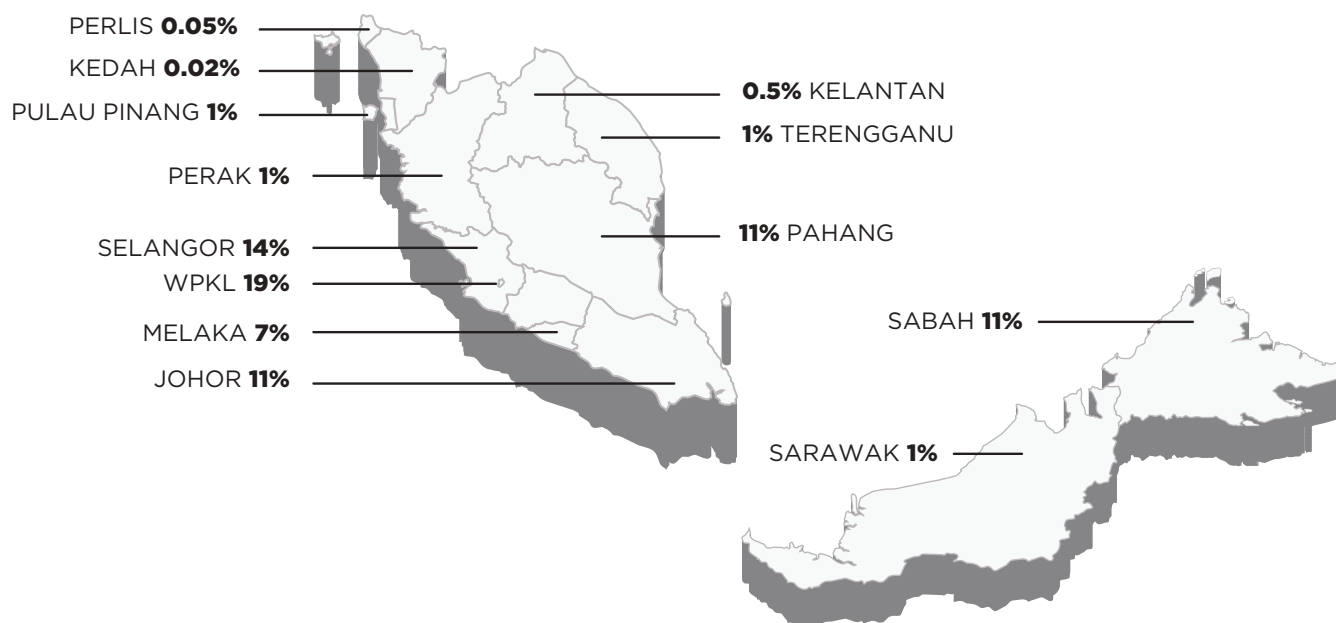 PERLIS 0.05%
KEDAH 0.02%
PULAU PINANG 1%
PERAK 1%
SELANGOR 14%
WPKL 19%
MELAKA 7%
JOHOR 11%
0.5% KELANTAN
1% TERENGGANU
11% PAHANG
SABAH 11%
SARAWAK 1%